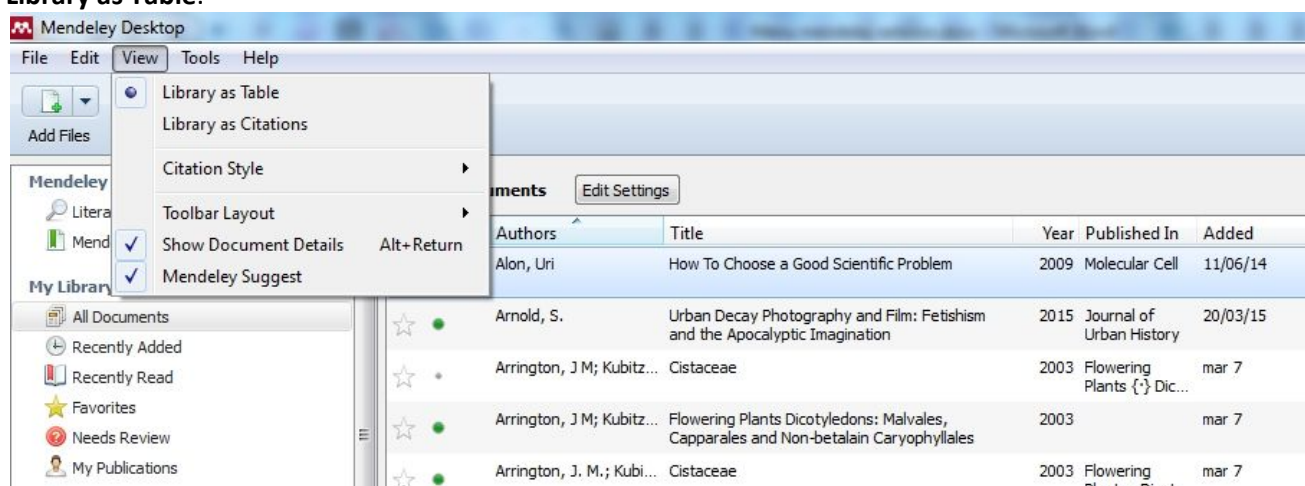 Library as Table.
Mendeley Desktop
File Edit View Tools Help
Library as Table
Library as Citations
Add Files
Citation Style
Mendeley
uments Edit Settings
Litera
Toolbar Layout
Authors Title Year Published In Added
Mend
Show Document Details Alt+Return
Alon, Uri How To Choose a Good Scientific Problem 2009 Molecular Cell 11/06/14
Mendeley Suggest
My Library
All Documents
Arnold, S. Urban Decay Photography and Film: Fetishism 2015 Journal of 20/03/15
and the Apocalyptic Imagination Urban History
Recently Added
Arrington, J M; Kubitz... Cistaceae 2003 Flowering mar 7
Plants {·} Dic...
Recently Read
Favorites
Arrington, J M; Kubitz... Flowering Plants Dicotyledons: Malvales, 2003 mar 7
Capparales and Non-betalain Caryophyllales
Needs Review
My Publications
Arrington, J. M.; Kubi... Cistaceae 2003 Flowering mar 7